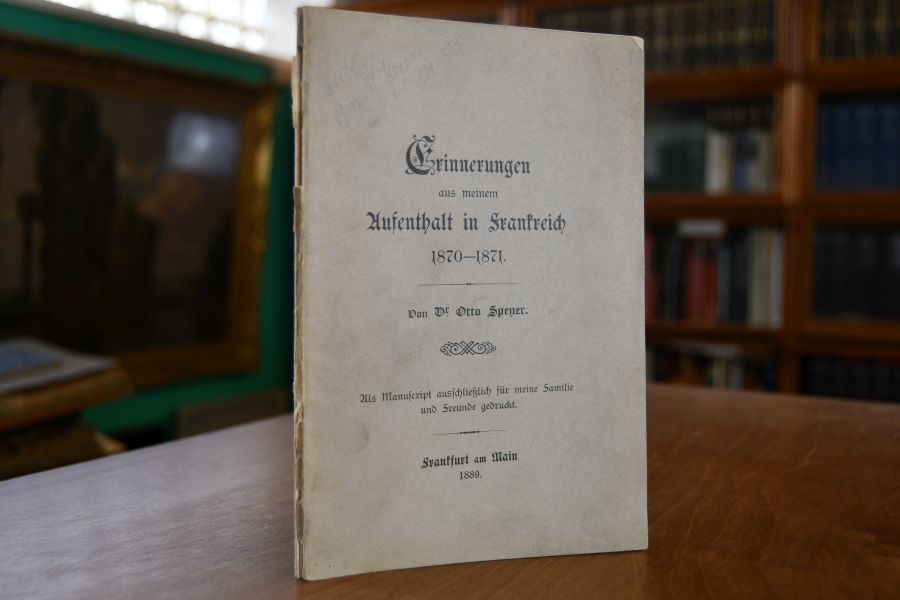 Erinnerungen
aus meinem
Aufenthalt in Frankreich
1870—1871.
Von Dr Otto Speyer.
Als Manuscript ausschließlich für meine Familie
und Freunde gedruckt.
Frankfurt am Main
1889.